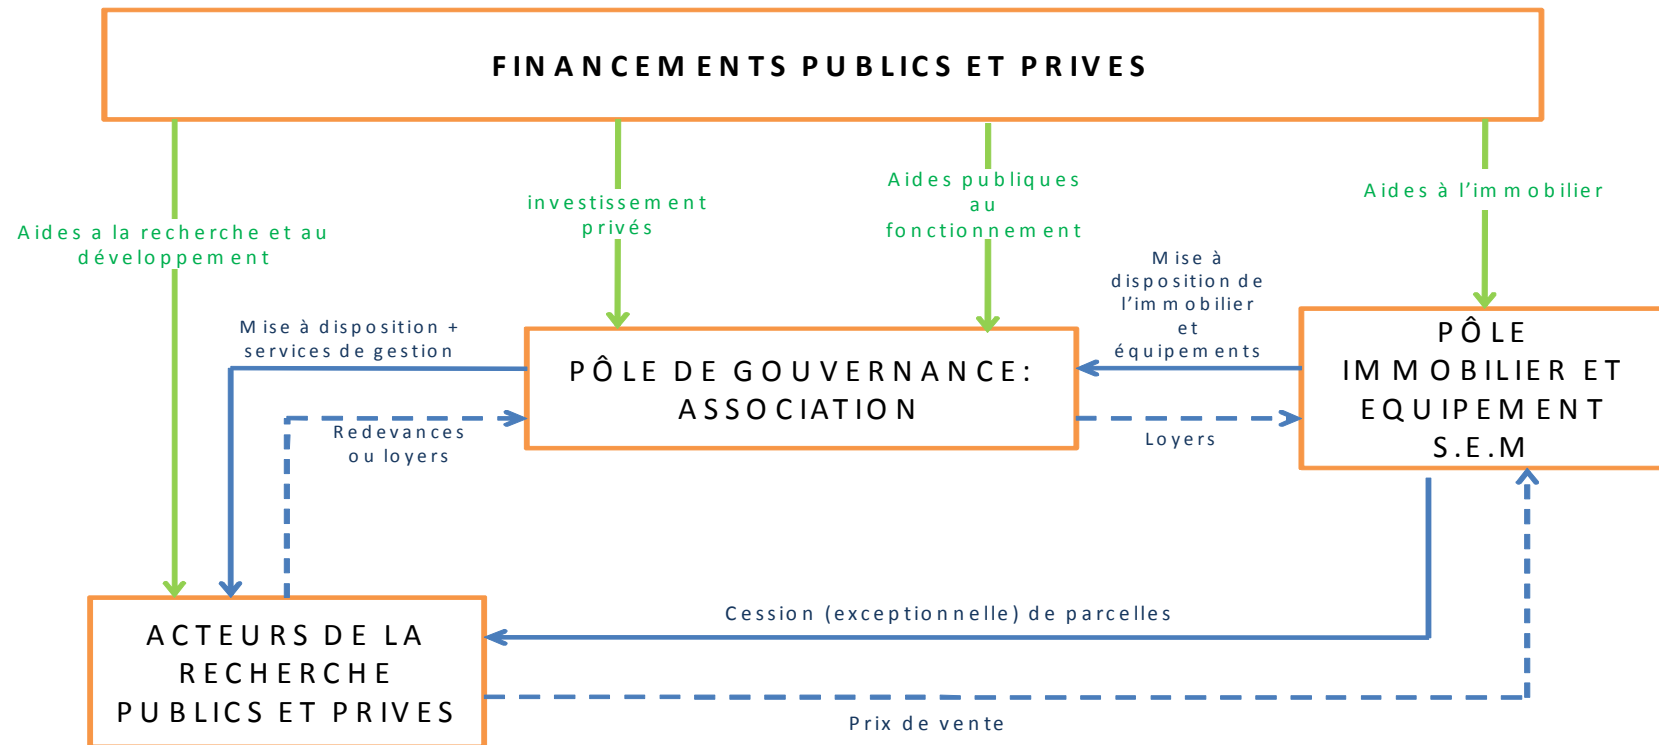 FINANCEMENTS PUBLICS ET PRIVES
Aides a la recherche et au
développement
investissement
privés
Aides publiques
au
fonctionnement
Aides à l'immobilier
Mise à disposition +
services de gestion
Mise à
disposition de
l'immobilier
et
équipements
PÔLE DE GOUVERNANCE:
ASSOCIATION
PÔLE
IMMOBILIER ET
EQUIPEMENT
S.E.M
Redevances
ou loyers
Loyers
Cession (exceptionnelle) de parcelles
ACTEURS DE LA
RECHERCHE
PUBLICS ET PRIVES
Prix de vente